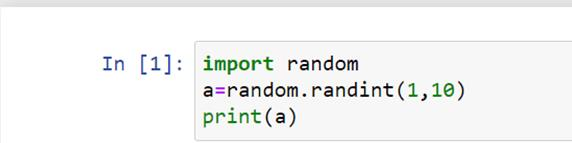 In [1]: import random
a=random.randint(1,10)
print(a)